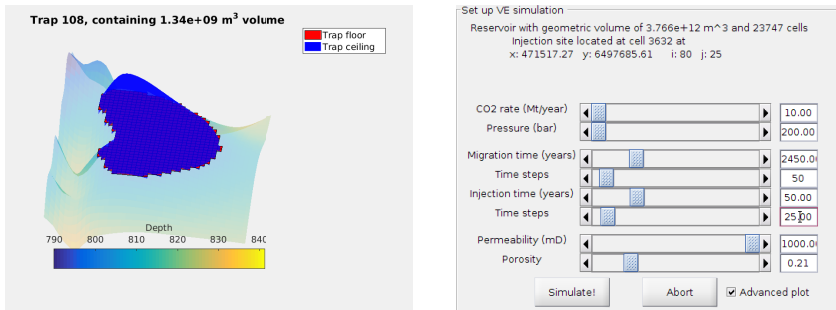 Trap 108, containing 1.34e+09 m³ volume
Trap floor
Trap ceiling
Depth
790 800 810 820 830 840
Set up VE simulation
Reservoir with geometric volume of 3.766e+12 m^3 and 23747 cells
Injection site located at cell 3632 at
x: 471517.27 y: 6497685.61 i: 80 j: 25
CO2 rate (Mt/year) 10.00
Pressure (bar) 200.00
Migration time (years) 2450.0
Time steps 50
Injection time (years) 50.00
Time steps 25.00
Permeability (mD) 1000.0
Porosity 0.21
Simulate! Abort Advanced plot